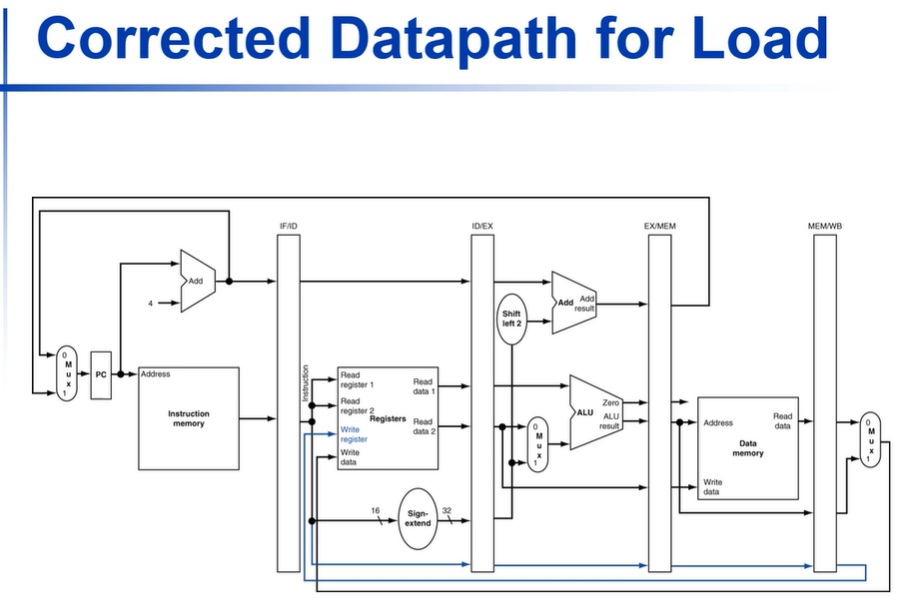 Corrected Datapath for Load
IF/ID
ID/EX
EX/MEM
MEM/WB
Add
4
0
M
u
x
1
PC
Address
Instruction
memory
Instruction
Read
register 1
Read
register 2
Write
register
Write
data
Registers
Read
data 1
Read
data 2
16
Sign-
extend
32
Shift
left 2
Add
Add
result
0
M
u
x
1
ALU
Zero
ALU
result
Address
Read
data
Data
memory
Write
data
0
M
u
x
1